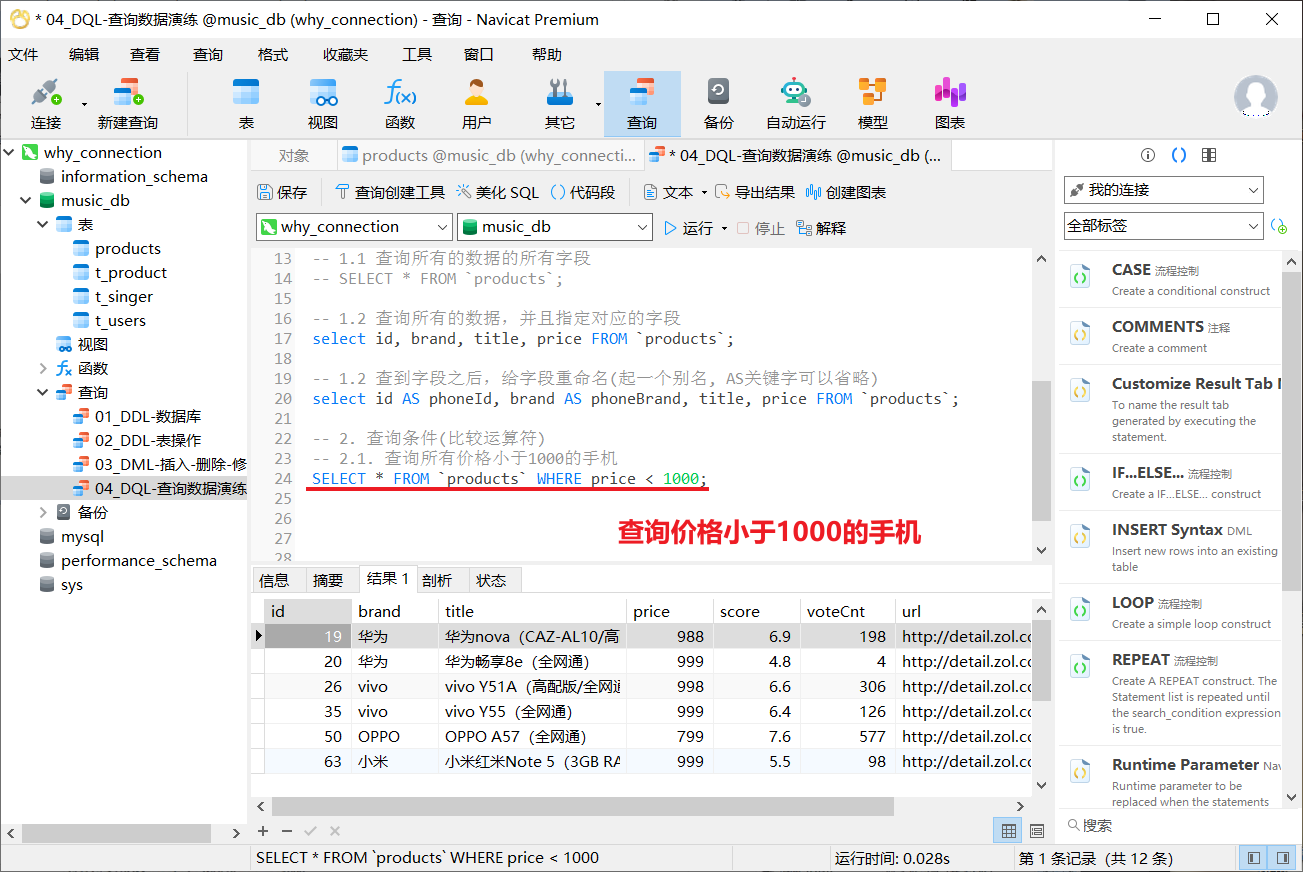 * 04_DQL-查询数据演练 @music_db (why_connection) - 查询 - Navicat Premium
文件 编辑 查看 查询 格式 收藏夹 工具 窗口 帮助
连接 新建查询 表 视图 函数 用户 其它 查询 备份 自动运行 模型 图表
why_connection
information_schema
music_db
表
products
t_product
t_singer
t_users
视图
函数
查询
01_DDL-数据库
02_DDL-表操作
03_DML-插入-删除-修
04_DQL-查询数据演练
备份
mysql
performance_schema
sys
对象 products @music_db (why_connecti... * 04_DQL-查询数据演练 @music_db (...
保存 查询创建工具 美化 SQL () 代码段 文本 导出结果 创建图表
why_connection music_db 运行 停止 解释
13 -- 1.1 查询所有的数据的所有字段
14 -- SELECT * FROM `products`;
15
16 -- 1.2 查询所有的数据，并且指定对应的字段
17 select id, brand, title, price FROM `products`;
18
19 -- 1.2 查到字段之后，给字段重命名(起一个别名, AS关键字可以省略)
20 select id AS phoneId, brand AS phoneBrand, title, price FROM `products`;
21
22 -- 2. 查询条件(比较运算符)
23 -- 2.1. 查询所有价格小于1000的手机
24 SELECT * FROM `products` WHERE price < 1000;
25
26
27
28
查询价格小于1000的手机
信息 摘要 结果 1 剖析 状态
id brand title price score voteCnt url
19 华为 华为nova（CAZ-AL10/高 988 6.9 198 http://detail.zol.co
20 华为 华为畅享8e（全网通） 999 4.8 4 http://detail.zol.co
26 vivo vivo Y51A（高配版/全网通 998 6.6 306 http://detail.zol.co
35 vivo vivo Y55（全网通） 999 6.4 126 http://detail.zol.co
50 OPPO OPPO A57（全网通） 799 7.6 577 http://detail.zol.co
63 小米 小米红米Note 5（3GB RA 999 5.5 98 http://detail.zol.co
SELECT * FROM `products` WHERE price < 1000 运行时间: 0.028s 第 1 条记录（共 12 条）
我的连接
全部标签
CASE 流程控制
Create a conditional construct
COMMENTS 注释
Create a comment
Customize Result Tab
To name the result tab
generated by executing the
statement.
IF...ELSE... 流程控制
Create a IF...ELSE... construct
INSERT Syntax DML
Insert new rows into an existing
table
LOOP 流程控制
Create a simple loop construct
REPEAT 流程控制
Create A REPEAT construct. The
Statement list is repeated until
the search_condition expression
is true.
Runtime Parameter Nav
Runtime parameter to be
replaced when the statements
搜索